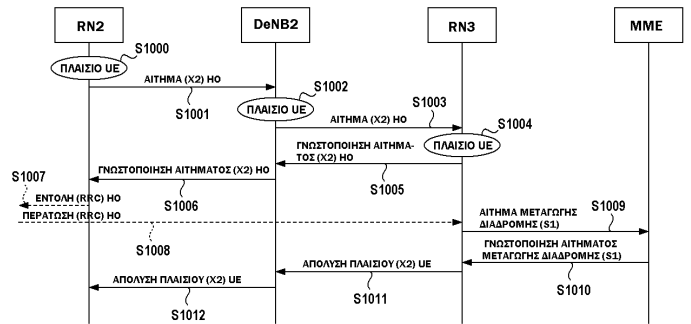 RN2
DeNB2
RN3
MME
S1000
ΠΛΑΙΣΙΟ UE
ΑΙΤΗΜΑ (X2) HO
S1001
S1002
ΠΛΑΙΣΙΟ UE
S1003
ΑΙΤΗΜΑ (X2) HO
S1004
ΠΛΑΙΣΙΟ UE
ΓΝΩΣΤΟΠΟΙΗΣΗ ΑΙΤΗΜΑ-
ΤΟΣ (X2) HO
S1005
ΓΝΩΣΤΟΠΟΙΗΣΗ ΑΙΤΗΜΑΤΟΣ (X2) HO
S1006
S1007
ΕΝΤΟΛΗ (RRC) HO
ΠΕΡΑΤΩΣΗ (RRC) HO
S1008
S1009
ΑΙΤΗΜΑ ΜΕΤΑΓΩΓΗΣ
ΔΙΑΔΡΟΜΗΣ (S1)
ΓΝΩΣΤΟΠΟΙΗΣΗ ΑΙΤΗΜΑΤΟΣ
ΜΕΤΑΓΩΓΗΣ ΔΙΑΔΡΟΜΗΣ (S1)
S1010
ΑΠΟΛΥΣΗ ΠΛΑΙΣΙΟΥ (X2) UE
S1011
ΑΠΟΛΥΣΗ ΠΛΑΙΣΙΟΥ (X2) UE
S1012